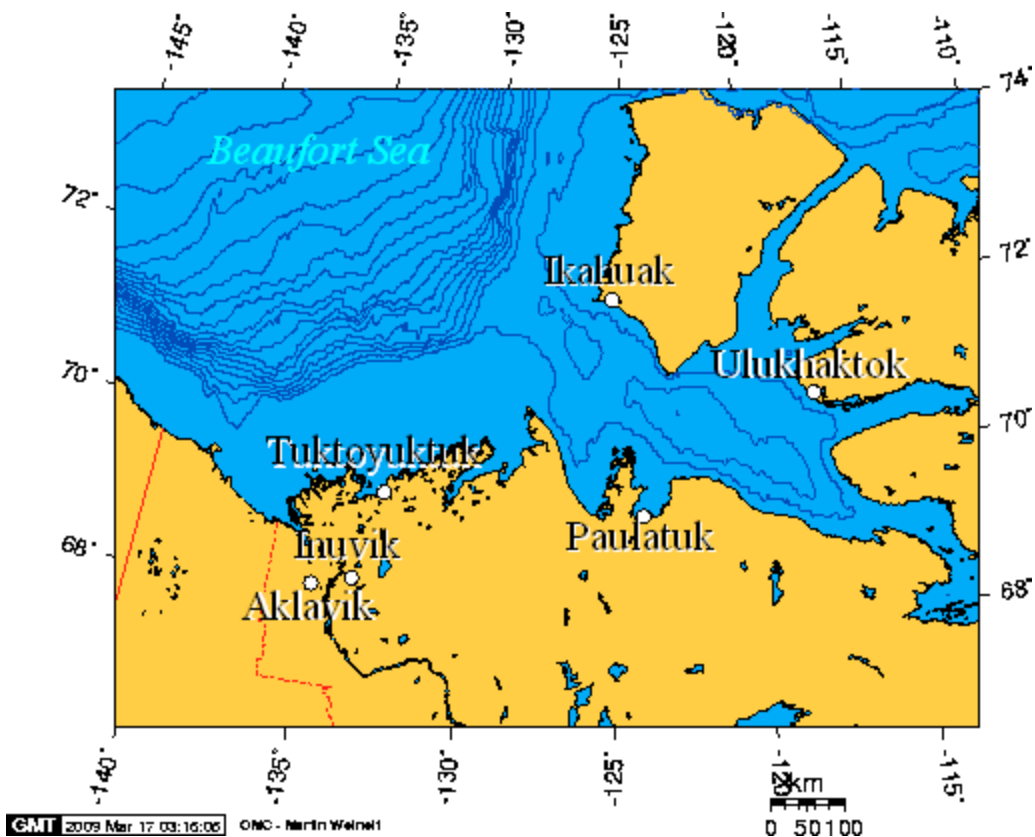 -145° -140° -135° -130° -125° -120° -115° -110°
74°
Beaufort Sea
72°
72°
Ikahuak
Ulukhaktok
70°
70°
Tuktoyuktuk
Paulatuk
Inuvik
68°
68°
Aklavik
-140° -135° -130° -125° -120° -115°
km
0 50 100
GMT 2009 Mar 17 03:16:06 OMC - Martin Weinelt